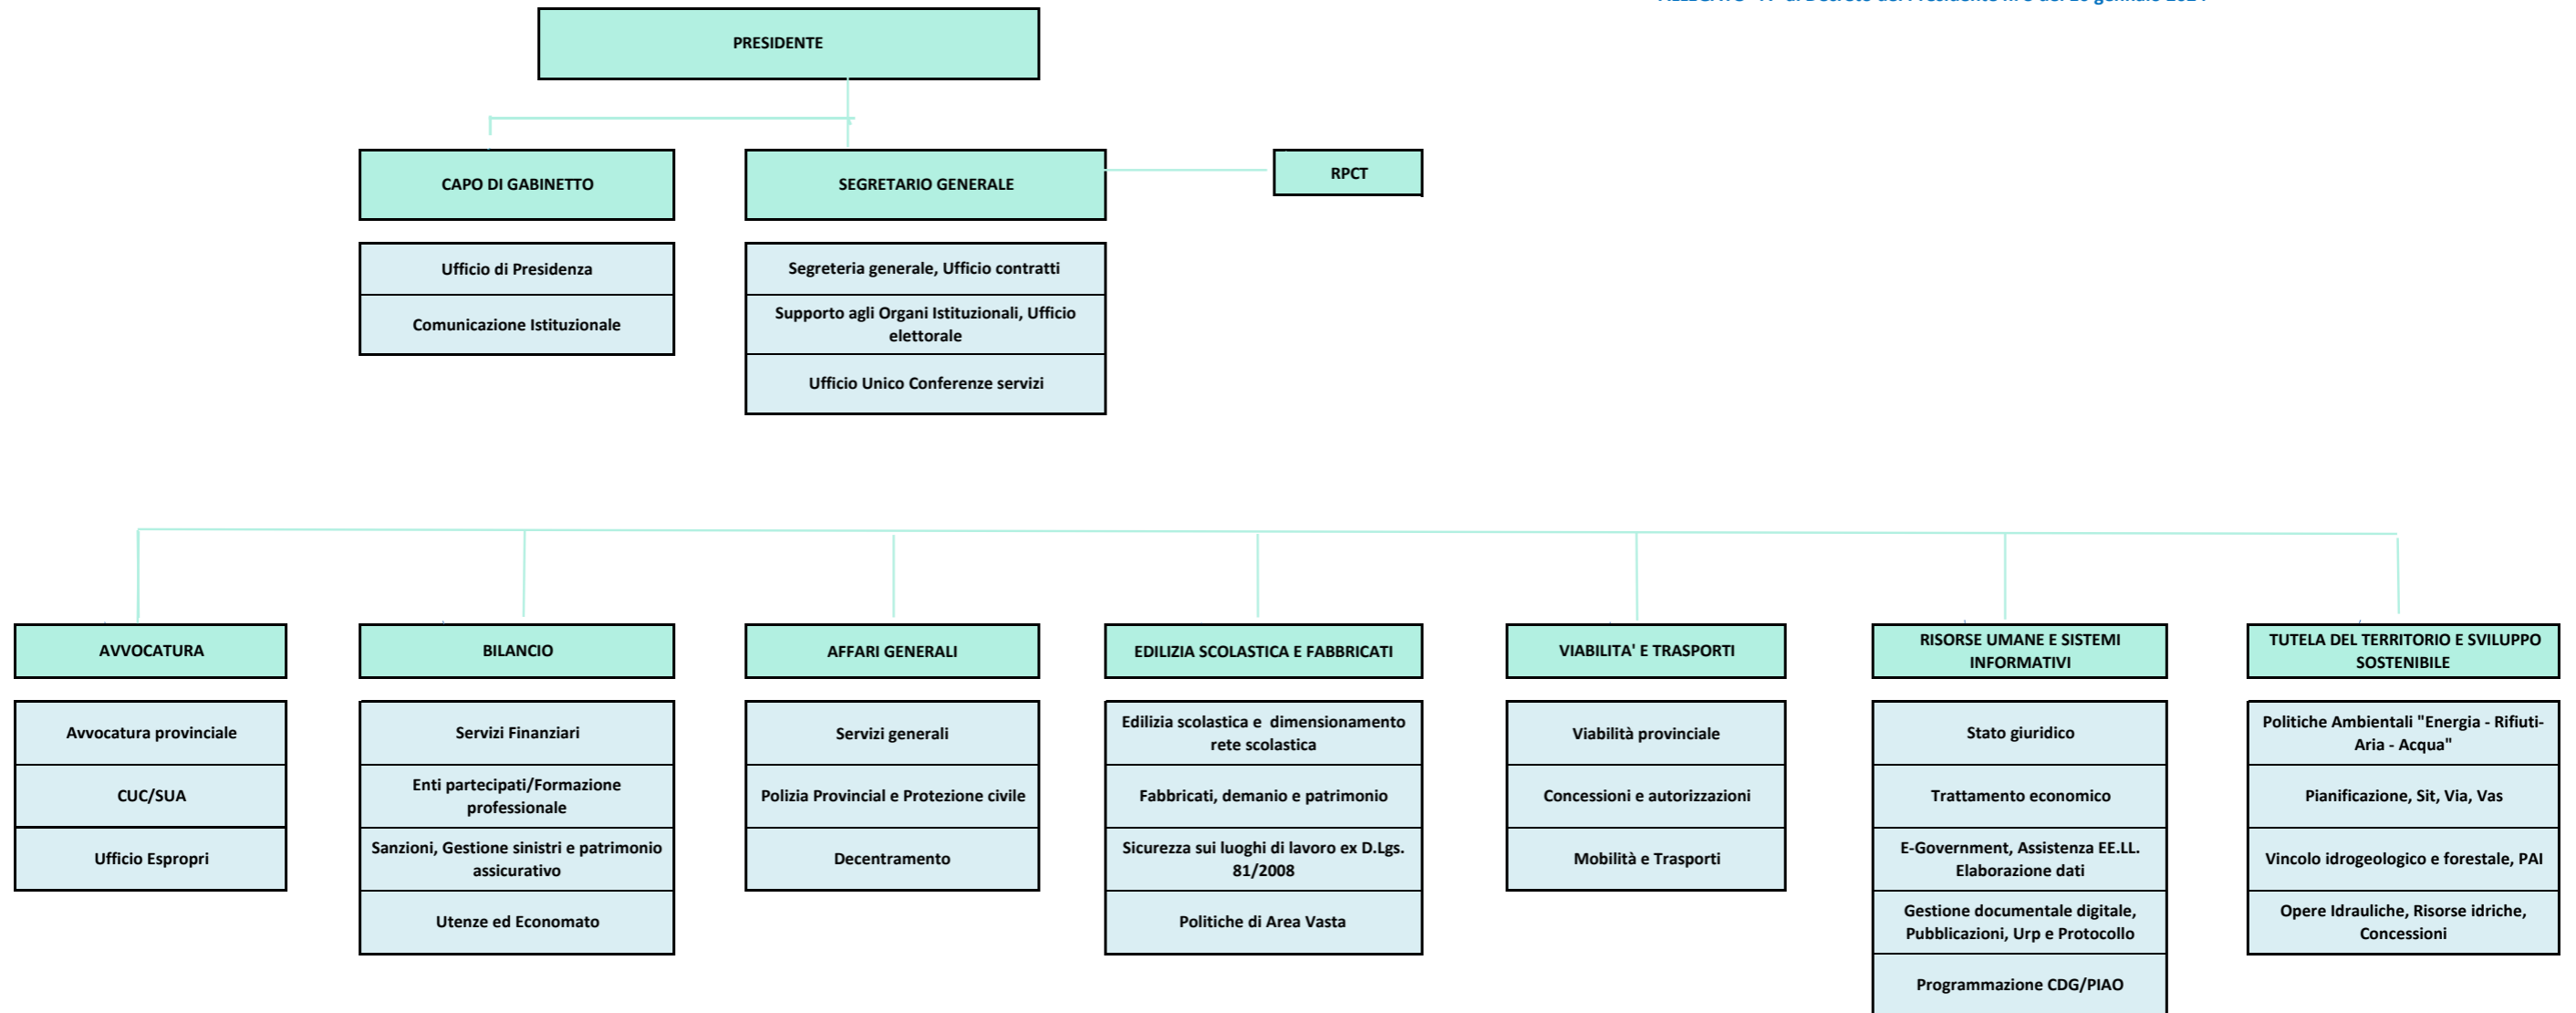 PRESIDENTE
CAPO DI GABINETTO
SEGRETARIO GENERALE
RPCT
Ufficio di Presidenza
Comunicazione Istituzionale
Segreteria generale, Ufficio contratti
Supporto agli Organi Istituzionali, Ufficio
elettorale
Ufficio Unico Conferenze servizi
AVVOCATURA
Avvocatura provinciale
CUC/SUA
Ufficio Espropri
BILANCIO
Servizi Finanziari
Enti partecipati/Formazione
professionale
Sanzioni, Gestione sinistri e patrimonio
assicurativo
Utenze ed Economato
AFFARI GENERALI
Servizi generali
Polizia Provincial e Protezione civile
Decentramento
EDILIZIA SCOLASTICA E FABBRICATI
Edilizia scolastica e dimensionamento
rete scolastica
Fabbricati, demanio e patrimonio
Sicurezza sui luoghi di lavoro ex D.Lgs.
81/2008
Politiche di Area Vasta
VIABILITA' E TRASPORTI
Viabilità provinciale
Concessioni e autorizzazioni
Mobilità e Trasporti
RISORSE UMANE E SISTEMI
INFORMATIVI
Stato giuridico
Trattamento economico
E-Government, Assistenza EE.LL.
Elaborazione dati
Gestione documentale digitale,
Pubblicazioni, Urp e Protocollo
Programmazione CDG/PIAO
TUTELA DEL TERRITORIO E SVILUPPO
SOSTENIBILE
Politiche Ambientali "Energia - Rifiuti-
Aria - Acqua"
Pianificazione, Sit, Via, Vas
Vincolo idrogeologico e forestale, PAI
Opere Idrauliche, Risorse idriche,
Concessioni